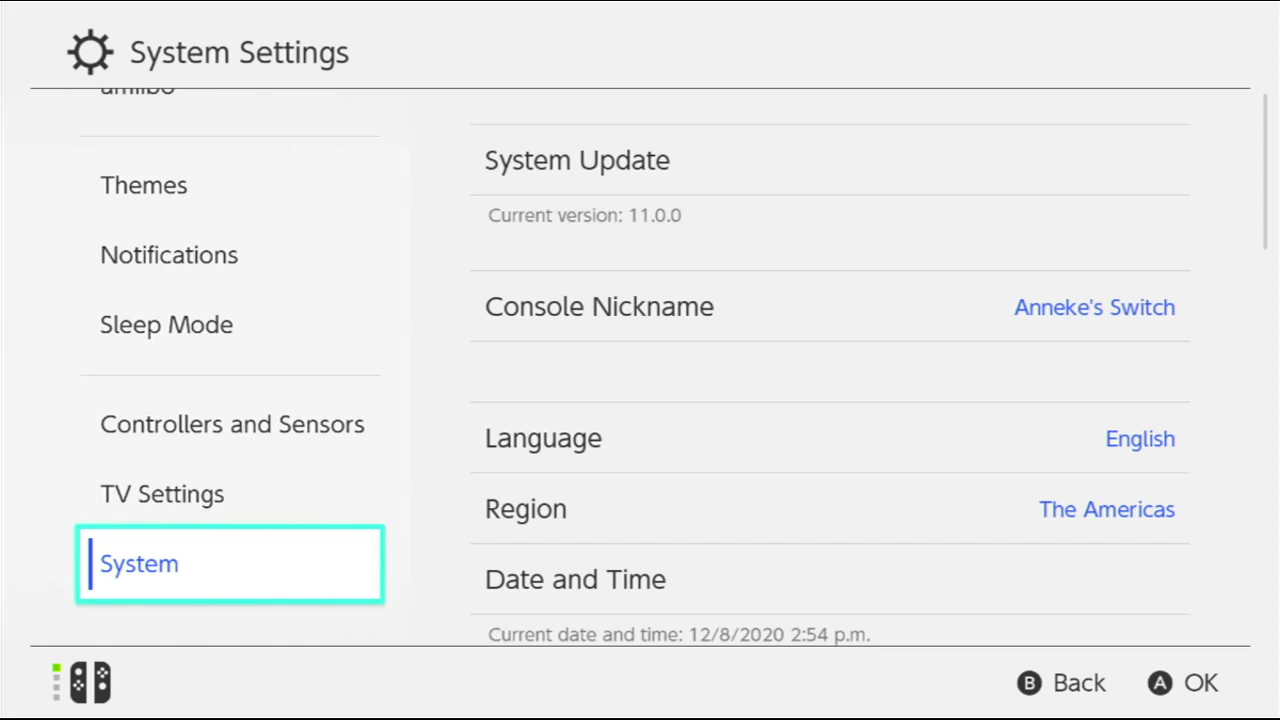 System Settings
amiibo
Themes
Notifications
Sleep Mode
Controllers and Sensors
TV Settings
System
System Update
Current version: 11.0.0
Console Nickname Anneke's Switch
Language English
Region The Americas
Date and Time
Current date and time: 12/8/2020 2:54 p.m.
B Back A OK